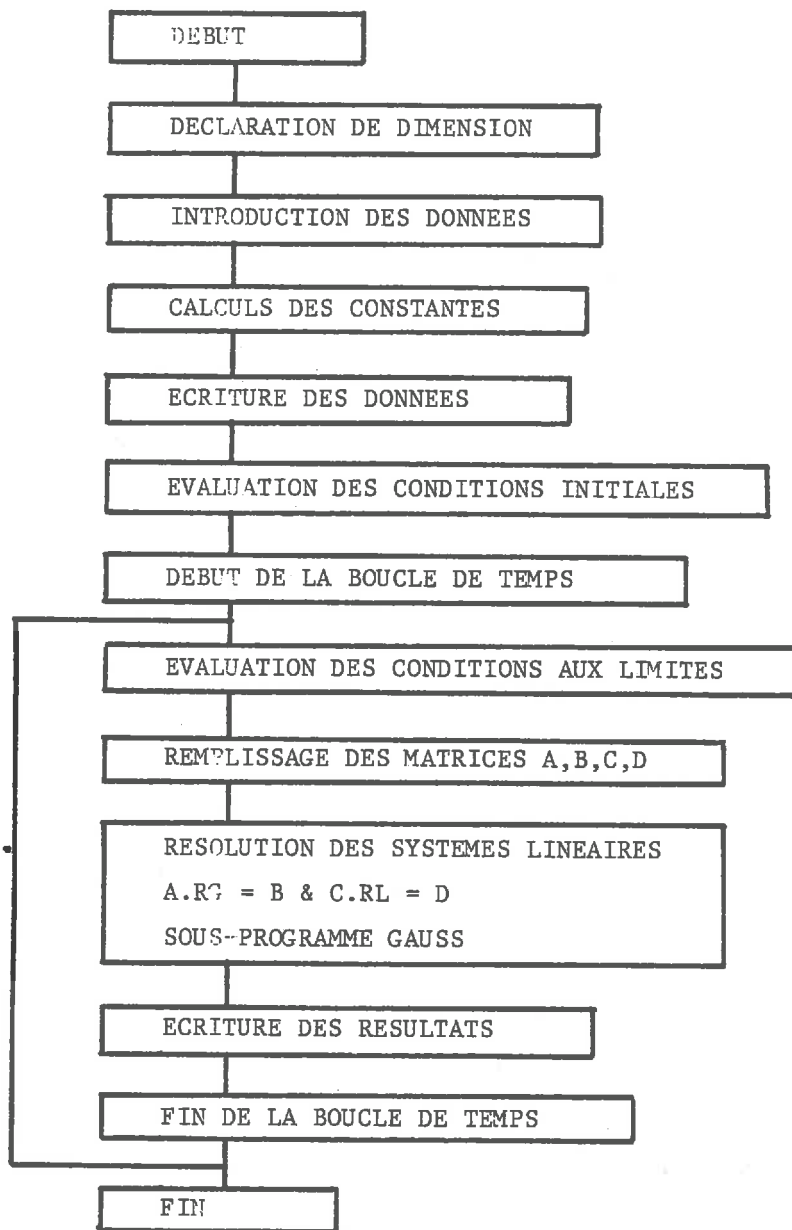 DEBUT
DECLARATION DE DIMENSION
INTRODUCTION DES DONNEES
CALCULS DES CONSTANTES
ECRITURE DES DONNEES
EVALUATION DES CONDITIONS INITIALES
DEBUT DE LA BOUCLE DE TEMPS
EVALUATION DES CONDITIONS AUX LIMITES
REMPLISSAGE DES MATRICES A,B,C,D
RESOLUTION DES SYSTEMES LINEAIRES
A.RG = B & C.RL = D
SOUS-PROGRAMME GAUSS
ECRITURE DES RESULTATS
FIN DE LA BOUCLE DE TEMPS
FIN